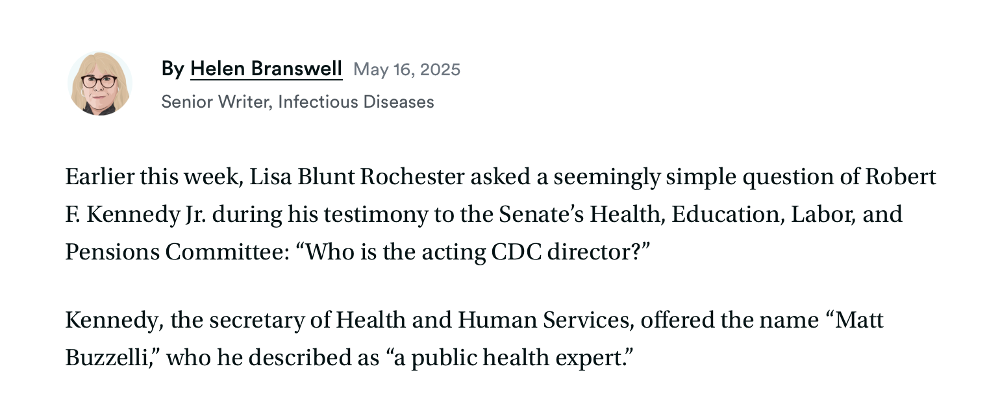 By Helen Branswell May 16, 2025
Senior Writer, Infectious Diseases
Earlier this week, Lisa Blunt Rochester asked a seemingly simple question of Robert
F. Kennedy Jr. during his testimony to the Senate’s Health, Education, Labor, and
Pensions Committee: “Who is the acting CDC director?”
Kennedy, the secretary of Health and Human Services, offered the name “Matt
Buzzelli,” who he described as “a public health expert.”